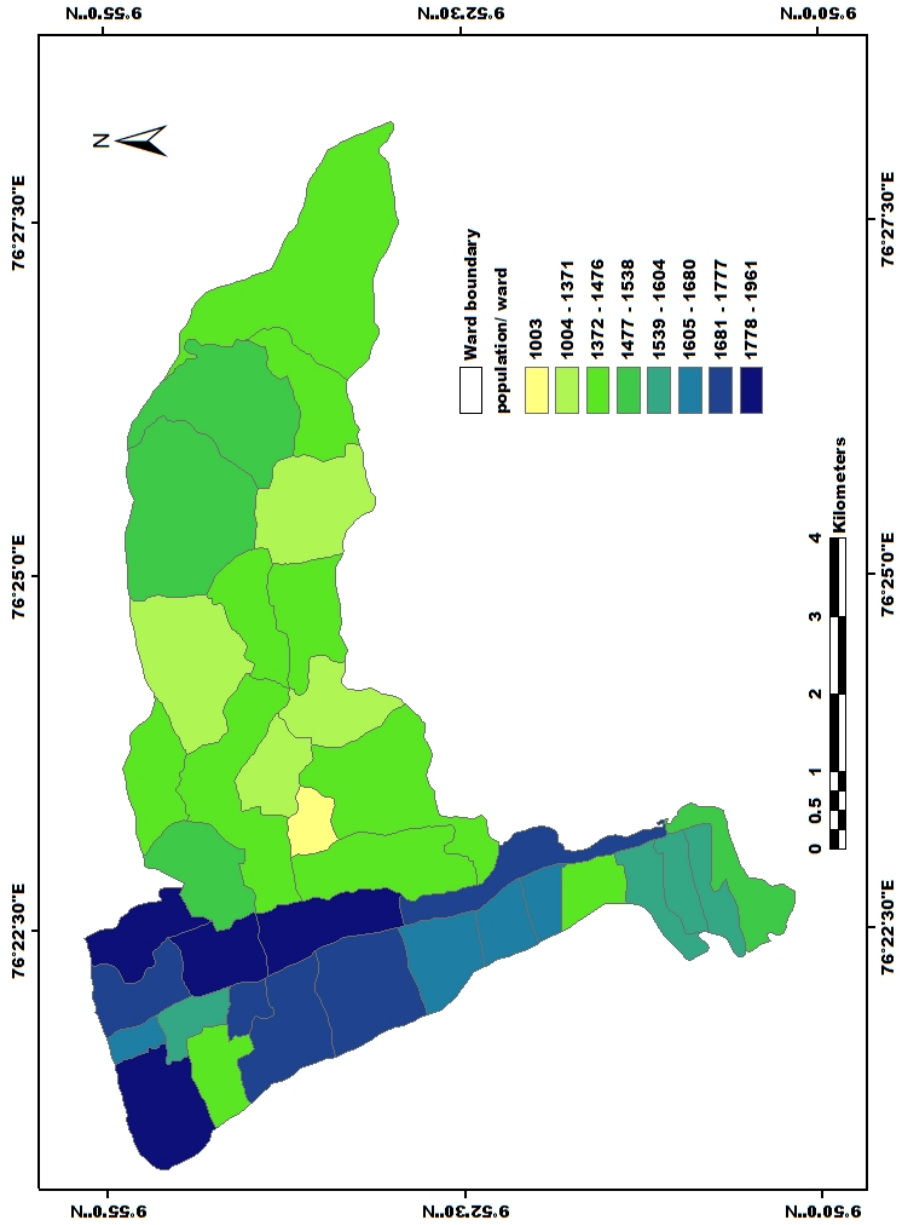 76°22'30"E
76°25'0"E
76°27'30"E
9°55'0"N
9°55'0"N
N
9°52'30"N
9°52'30"N
Ward boundary
population/ ward
1003
1004 - 1371
1372 - 1476
1477 - 1538
1539 - 1604
1605 - 1680
1681 - 1777
1778 - 1961
0 0.5 1 2 3 4
Kilometers
9°50'0"N
9°50'0"N
76°22'30"E
76°25'0"E
76°27'30"E